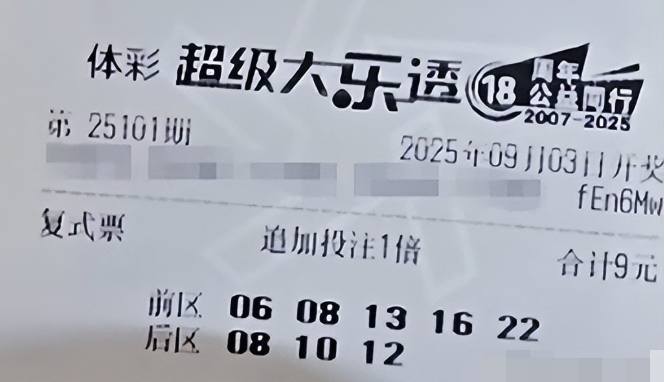 体彩 超级大乐透 18周年 公益同行 2007-2025
第 25101期
2025年09月03日开奖
fEn6Mw
复式票 追加投注1倍 合计9元
前区 06 08 13 16 22
后区 08 10 12